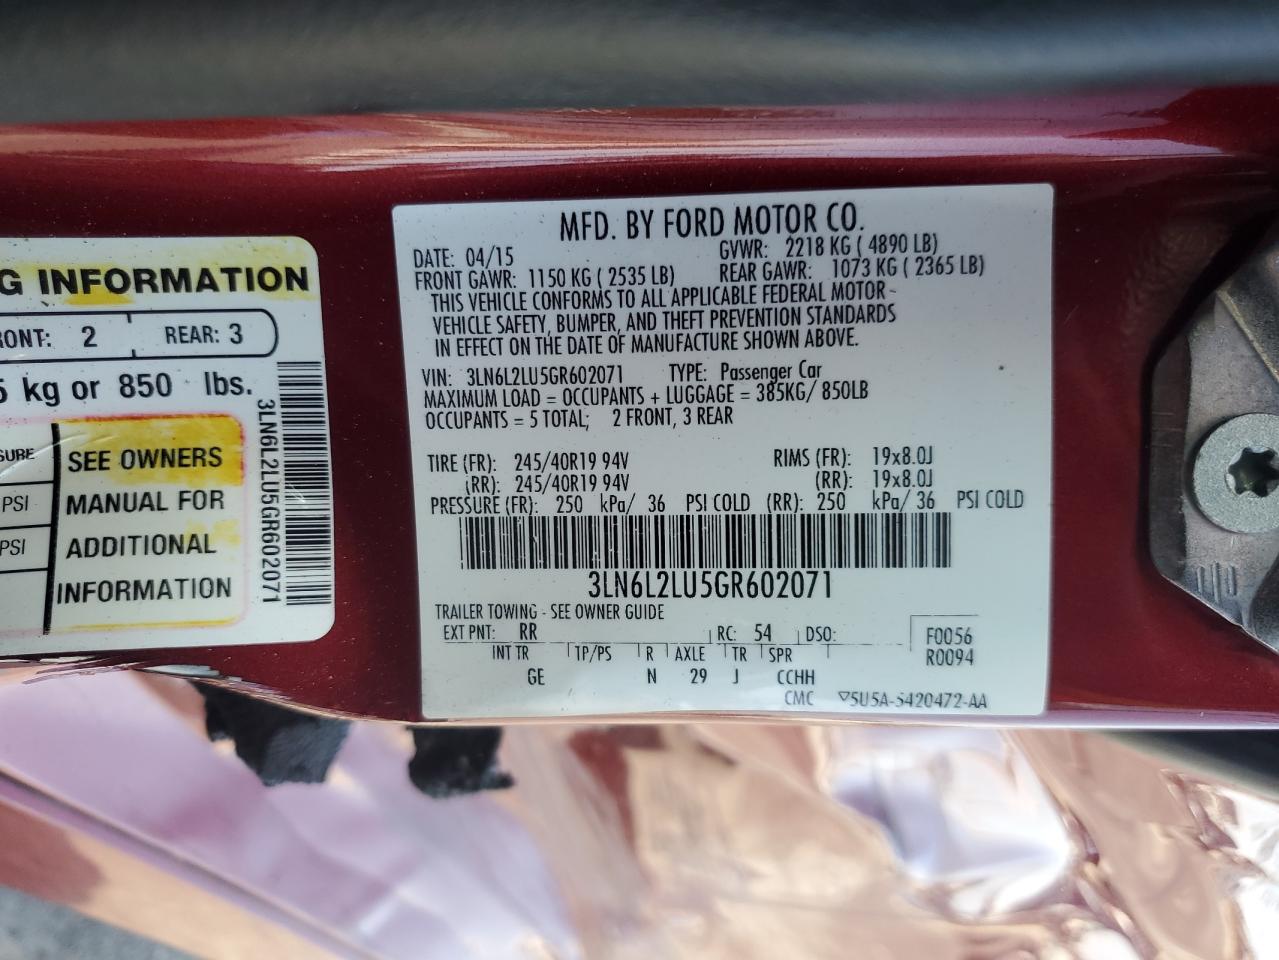 G INFORMATION
RONT: 2 REAR: 3
5 kg or 850 lbs.
SURE
PSI
PSI
SEE OWNERS
MANUAL FOR
ADDITIONAL
INFORMATION
3LN6L2LU5GR602071
MFD. BY FORD MOTOR CO.
DATE: 04/15 GVWR: 2218 KG ( 4890 LB)
FRONT GAWR: 1150 KG ( 2535 LB) REAR GAWR: 1073 KG ( 2365 LB)
THIS VEHICLE CONFORMS TO ALL APPLICABLE FEDERAL MOTOR-
VEHICLE SAFETY, BUMPER, AND THEFT PREVENTION STANDARDS
IN EFFECT ON THE DATE OF MANUFACTURE SHOWN ABOVE.
VIN: 3LN6L2LU5GR602071 TYPE: Passenger Car
MAXIMUM LOAD = OCCUPANTS + LUGGAGE = 385KG/ 850LB
OCCUPANTS = 5 TOTAL; 2 FRONT, 3 REAR
TIRE (FR): 245/40R19 94V RIMS (FR): 19x8.0J
(RR): 245/40R19 94V (RR): 19x8.0J
PRESSURE (FR): 250 kPa/ 36 PSI COLD (RR): 250 kPa/ 36 PSI COLD
3LN6L2LU5GR602071
TRAILER TOWING - SEE OWNER GUIDE
EXT PNT: RR RC: 54 DSO: F0056
INT TR TP/PS R AXLE TR SPR R0094
GE N 29 J CCHH
CMC 5U5A-5420472-AA